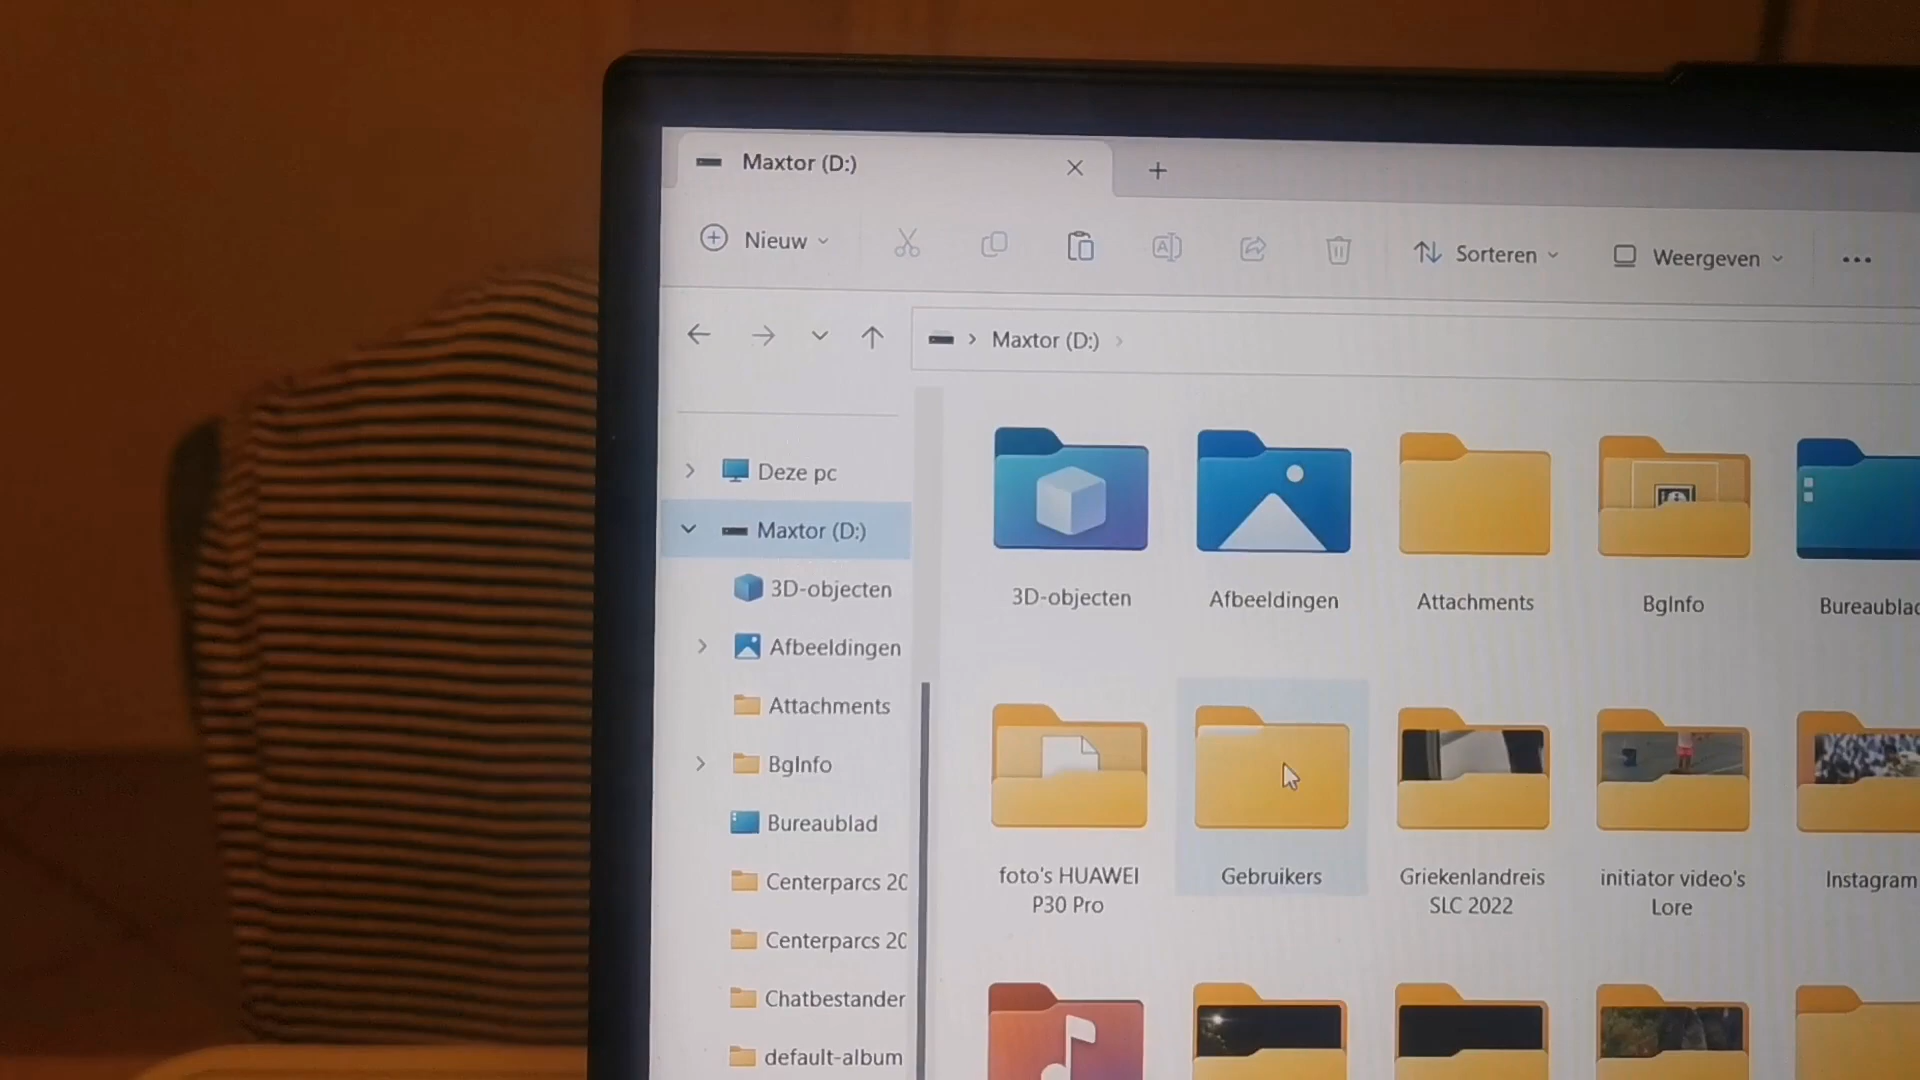 Maxtor (D:)
Nieuw
Sorteren
Weergeven
Maxtor (D:)
Deze pc
Maxtor (D:)
3D-objecten
Afbeeldingen
Attachments
BgInfo
Bureaublad
Centerparcs 20
Centerparcs 20
Chatbestander
default-album
3D-objecten
Afbeeldingen
Attachments
BgInfo
Bureaublad
foto's HUAWEI
P30 Pro
Gebruikers
Griekenlandreis
SLC 2022
initiator video's
Lore
Instagram